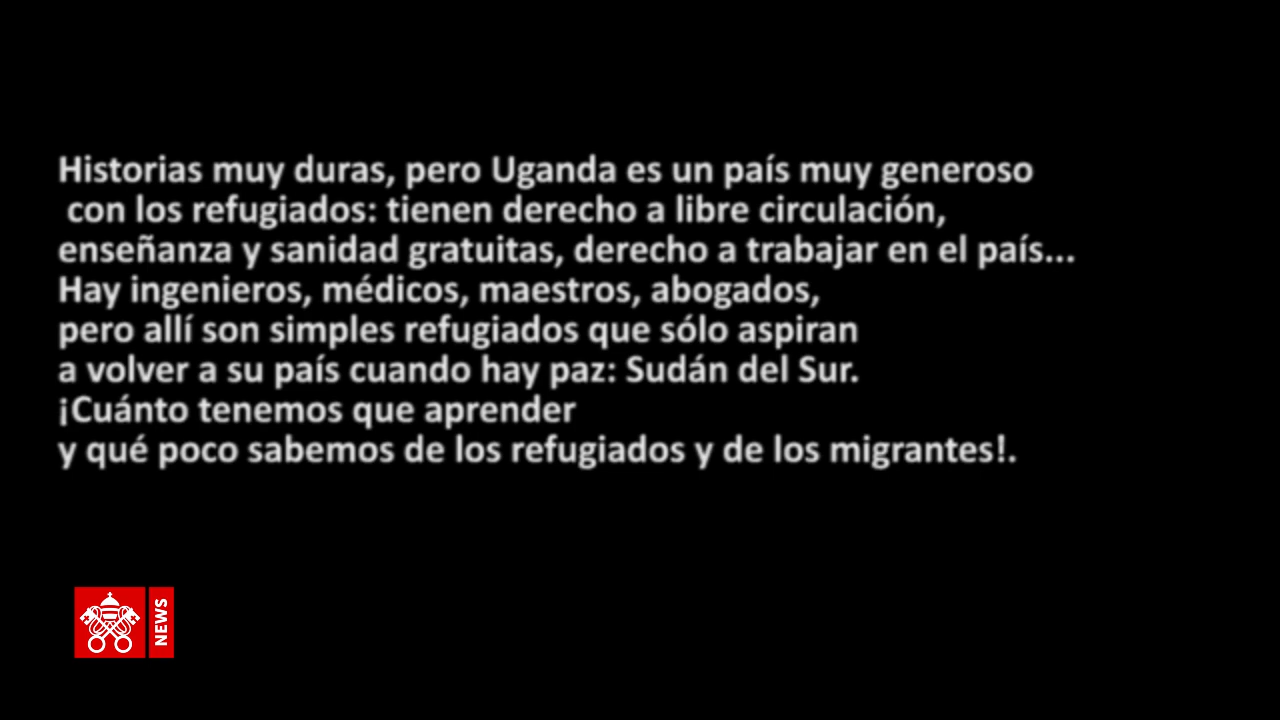 Historias muy duras, pero Uganda es un país muy generoso
con los refugiados: tienen derecho a libre circulación,
enseñanza y sanidad gratuitas, derecho a trabajar en el país...
Hay ingenieros, médicos, maestros, abogados,
pero allí son simples refugiados que sólo aspiran
a volver a su país cuando hay paz: Sudán del Sur.
¡Cuánto tenemos que aprender
y qué poco sabemos de los refugiados y de los migrantes!.
NEWS